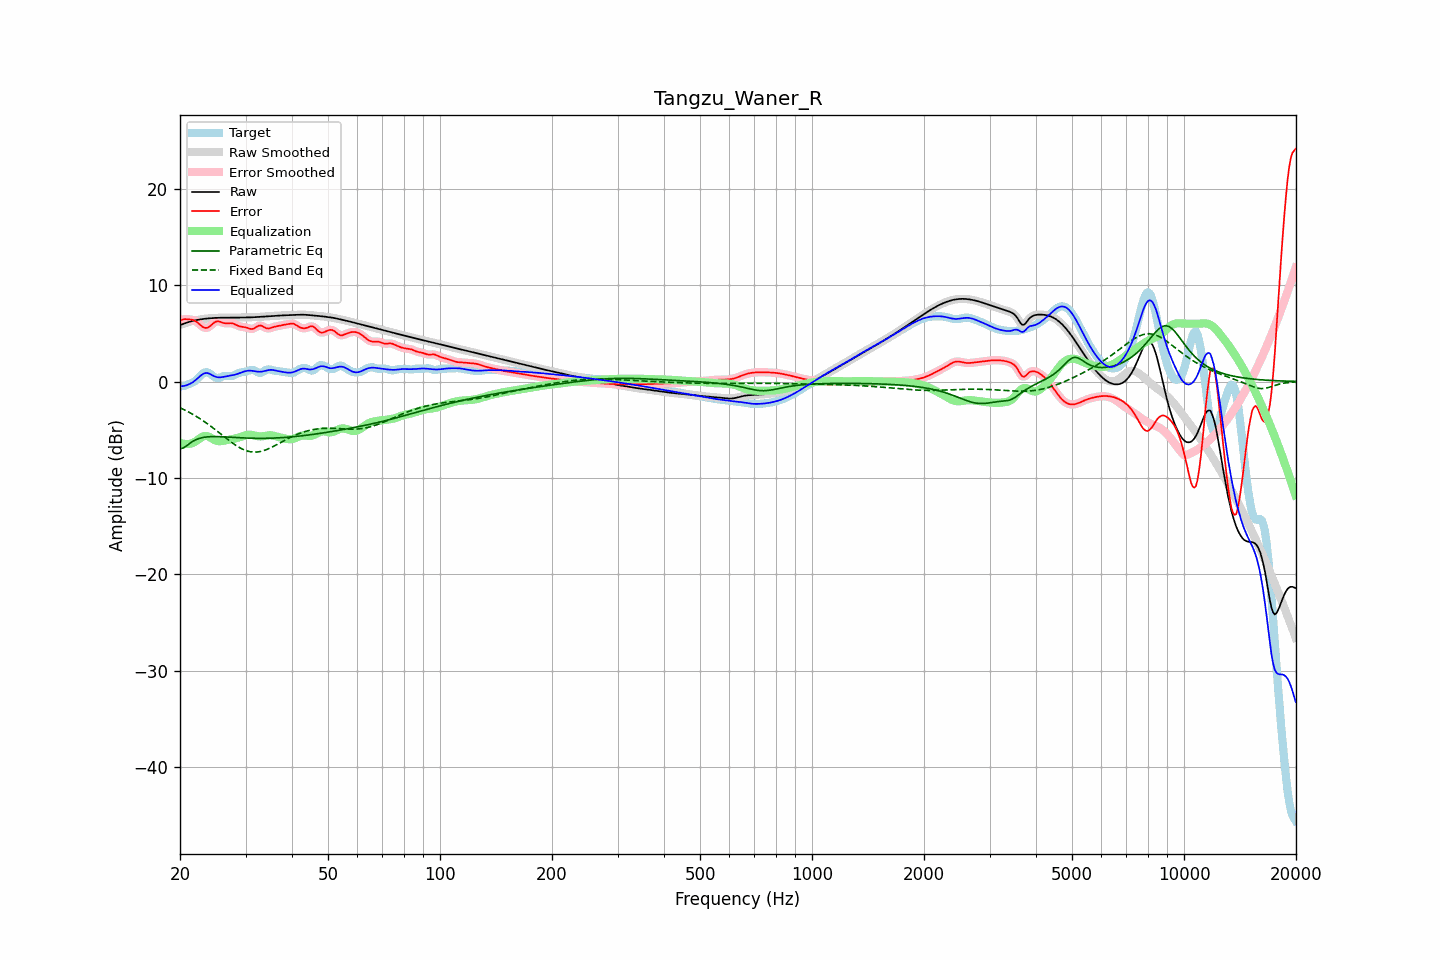 Tangzu_Waner_R
Target
Raw Smoothed
Error Smoothed
Raw
Error
Equalization
Parametric Eq
Fixed Band Eq
Equalized
Amplitude (dBr)
20
10
0
−10
−20
−30
−40
20 50 100 200 500 1000 2000 5000 10000 20000
Frequency (Hz)